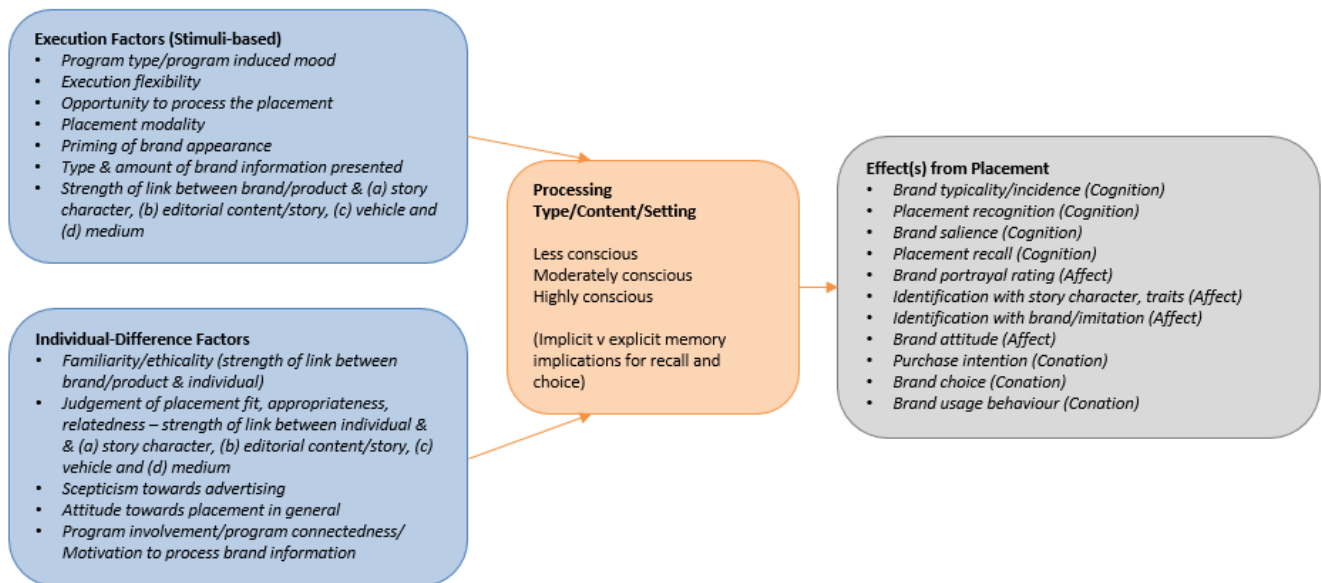 Execution Factors (Stimuli-based)
• Program type/program induced mood
• Execution flexibility
• Opportunity to process the placement
• Placement modality
• Priming of brand appearance
• Type & amount of brand information presented
• Strength of link between brand/product & (a) story
character, (b) editorial content/story, (c) vehicle and
(d) medium
Individual-Difference Factors
• Familiarity/ethicality (strength of link between
brand/product & individual)
• Judgement of placement fit, appropriateness,
relatedness – strength of link between individual &
& (a) story character, (b) editorial content/story, (c)
vehicle and (d) medium
• Scepticism towards advertising
• Attitude towards placement in general
• Program involvement/program connectedness/
Motivation to process brand information
Processing
Type/Content/Setting
Less conscious
Moderately conscious
Highly conscious
(Implicit v explicit memory
implications for recall and
choice)
Effect(s) from Placement
• Brand typicality/incidence (Cognition)
• Placement recognition (Cognition)
• Brand salience (Cognition)
• Placement recall (Cognition)
• Brand portrayal rating (Affect)
• Identification with story character, traits (Affect)
• Identification with brand/imitation (Affect)
• Brand attitude (Affect)
• Purchase intention (Conation)
• Brand choice (Conation)
• Brand usage behaviour (Conation)